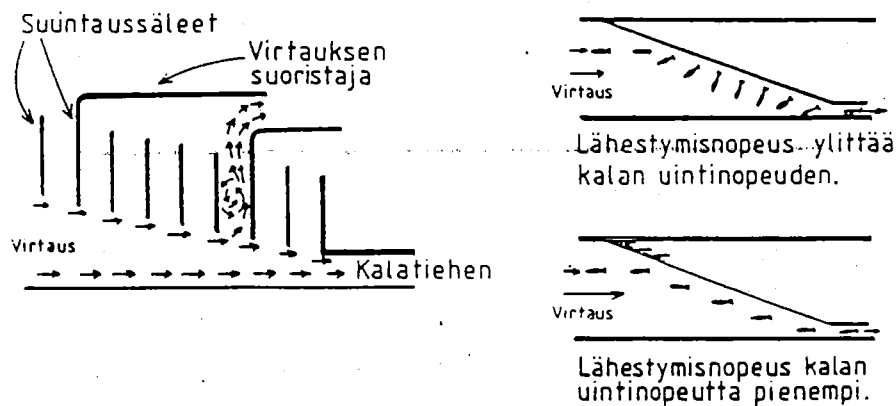 Suuntaussäleet
Virtauksen
suoristaja
Virtaus
Kalatiehen
Virtaus
Lähestymisnopeus ylittää
kalan uintinopeuden.
Virtaus
Lähestymisnopeus kalan
uintinopeutta pienempi.